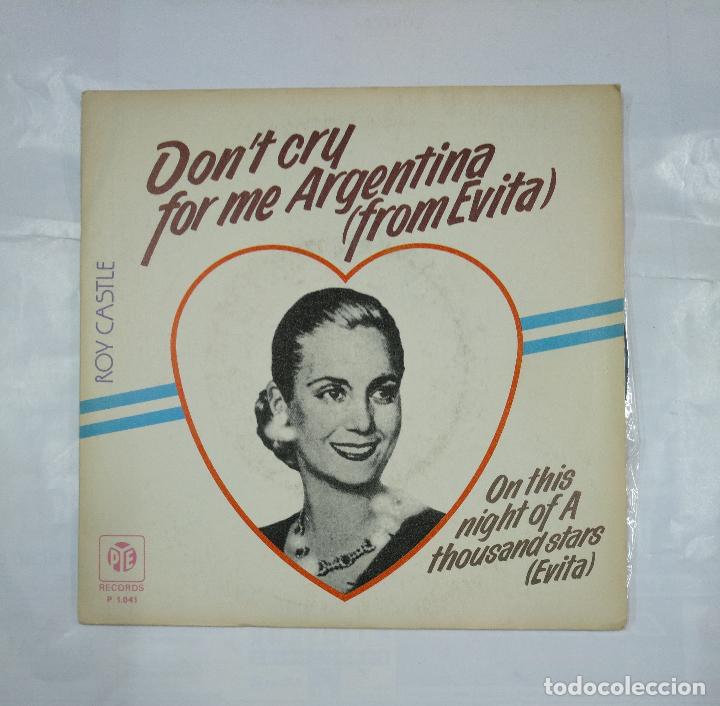 Don't cry
for me Argentina
(from Evita)
ROY CASTLE
On this
night of A
thousand stars
(Evita)
PYE
RECORDS
P 1.041
todocoleccion